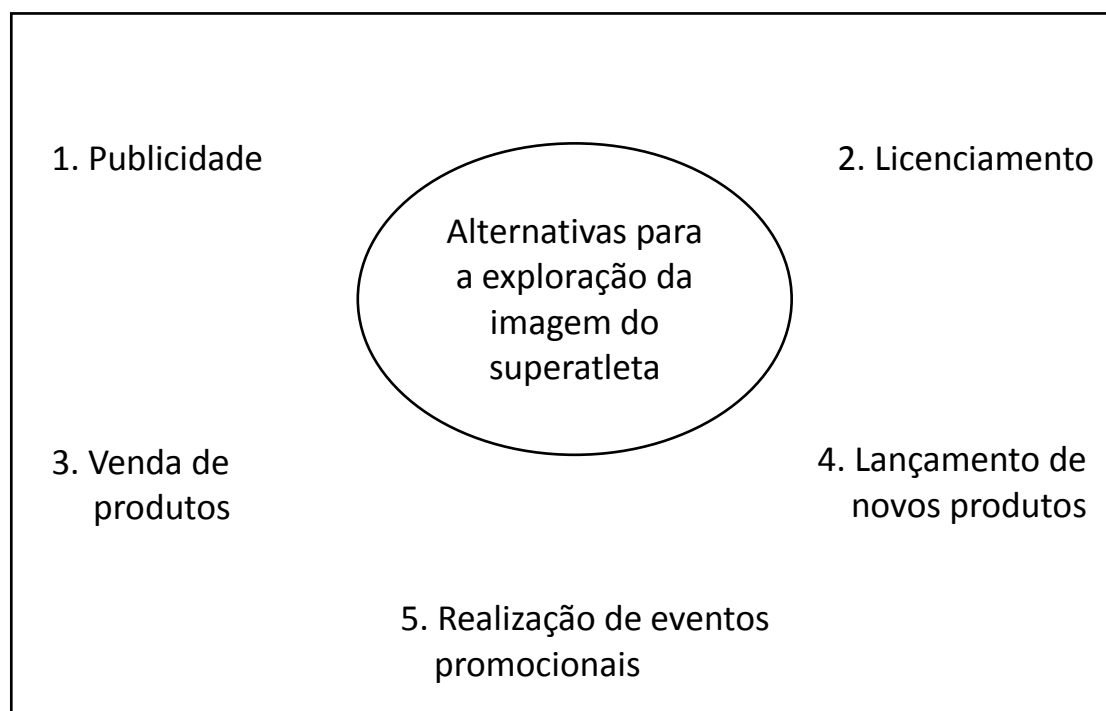 1. Publicidade
2. Licenciamento
Alternativas para
a exploração da
imagem do
superatleta
3. Venda de
produtos
4. Lançamento de
novos produtos
5. Realização de eventos
promocionais